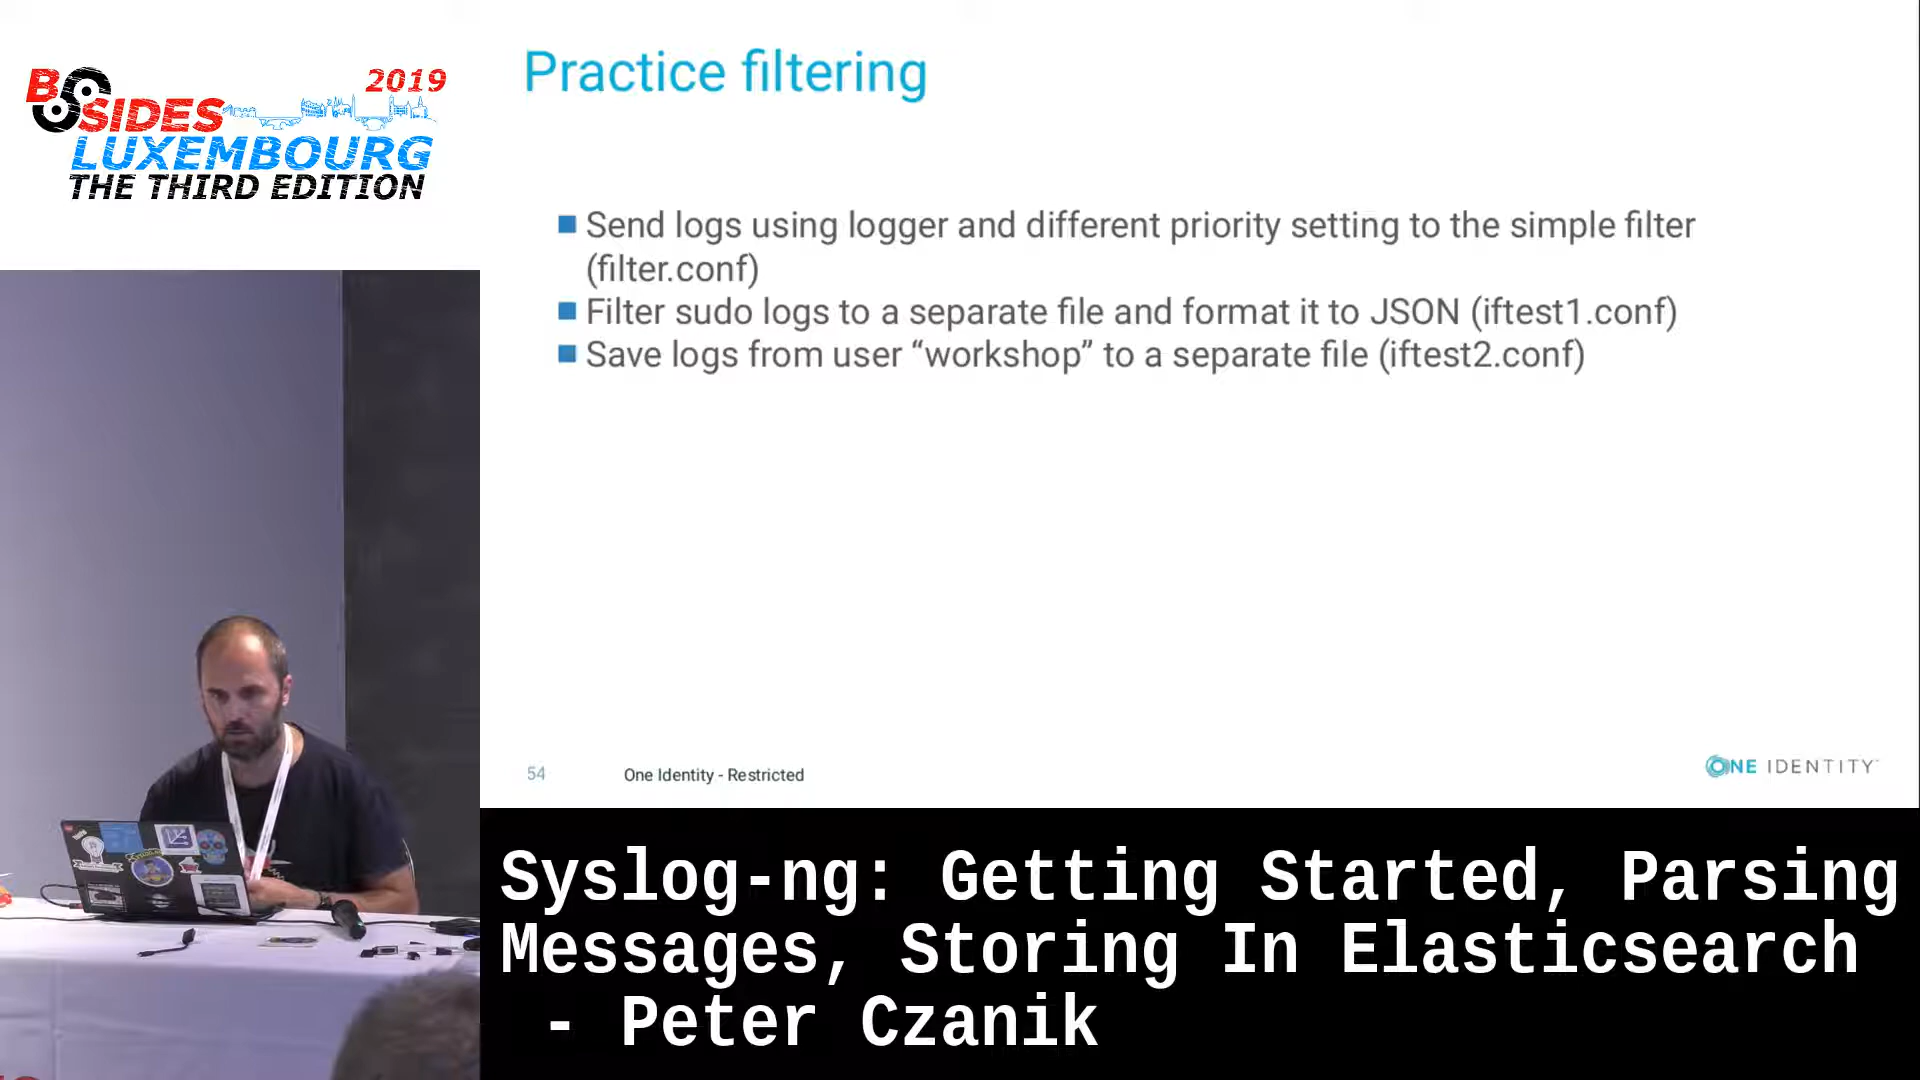 BSIDES 2019
LUXEMBOURG
THE THIRD EDITION
Practice filtering
Send logs using logger and different priority setting to the simple filter
(filter.conf)
Filter sudo logs to a separate file and format it to JSON (iftest1.conf)
Save logs from user “workshop” to a separate file (iftest2.conf)
54
One Identity - Restricted
ONE IDENTITY
Syslog-ng: Getting Started, Parsing
Messages, Storing In Elasticsearch
- Peter Czanik